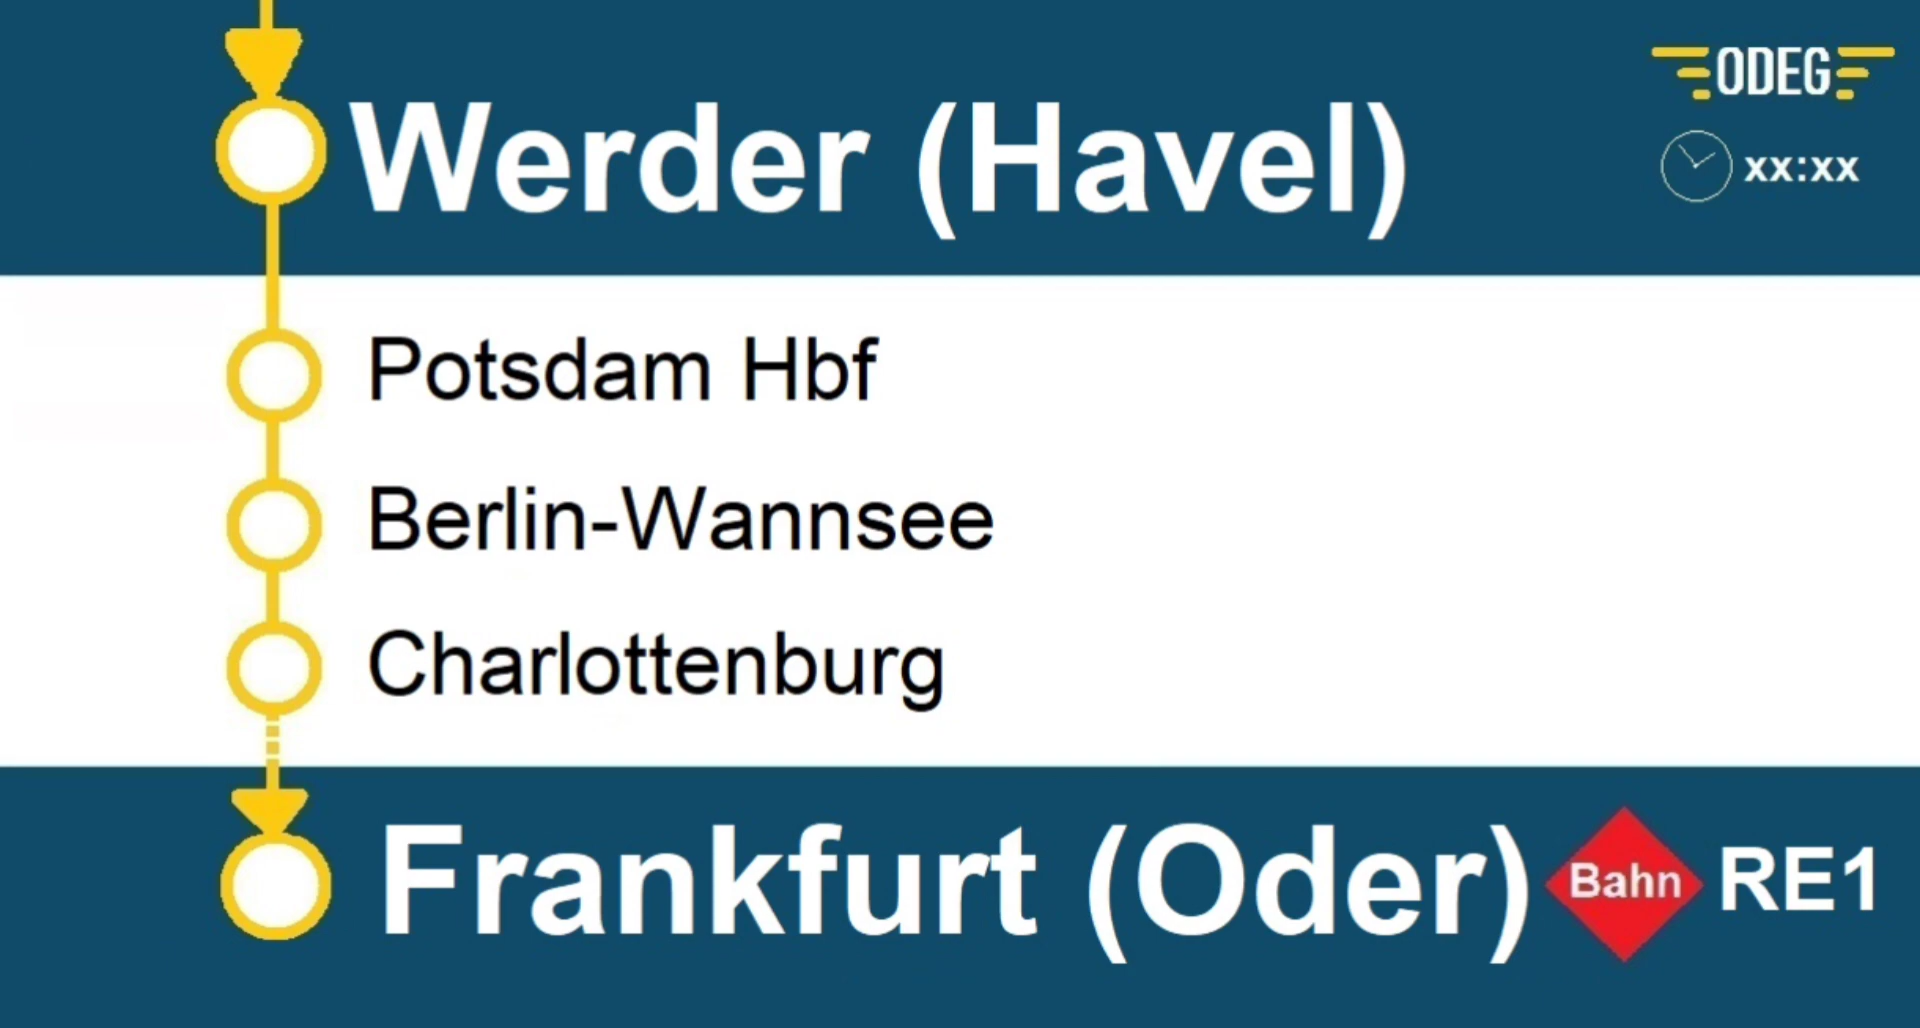 ODEG
Werder (Havel)
xx:xx
Potsdam Hbf
Berlin-Wannsee
Charlottenburg
Frankfurt (Oder)
Bahn
RE1